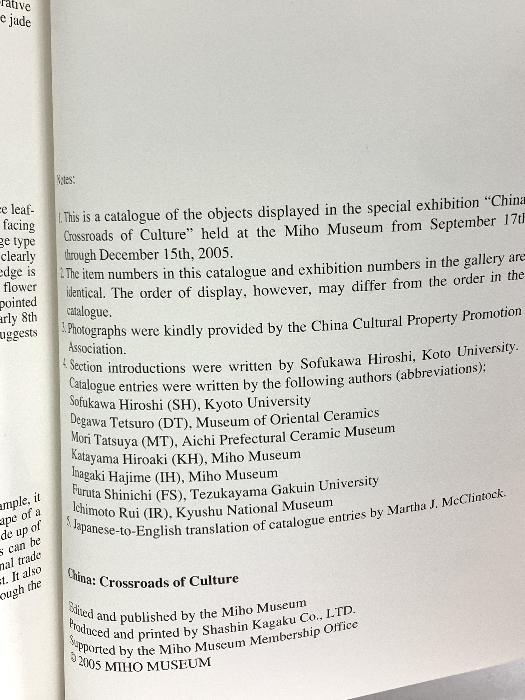 rative
e jade
e leaf-
facing
ge type
clearly
edge is
flower
pointed
arly 8th
uggests
ample, it
ape of a
de up of
s can be
nal trade
t. It also
ough the
Notes:
1. This is a catalogue of the objects displayed in the special exhibition “China
Crossroads of Culture” held at the Miho Museum from September 17th
through December 15th, 2005.
2. The item numbers in this catalogue and exhibition numbers in the gallery are
identical. The order of display, however, may differ from the order in the
catalogue.
3. Photographs were kindly provided by the China Cultural Property Promotion
Association.
4. Section introductions were written by Sofukawa Hiroshi, Koto University.
Catalogue entries were written by the following authors (abbreviations);
Sofukawa Hiroshi (SH), Kyoto University
Degawa Tetsuro (DT), Museum of Oriental Ceramics
Mori Tatsuya (MT), Aichi Prefectural Ceramic Museum
Katayama Hiroaki (KH), Miho Museum
Inagaki Hajime (IH), Miho Museum
Furuta Shinichi (FS), Tezukayama Gakuin University
Ichimoto Rui (IR), Kyushu National Museum
5. Japanese-to-English translation of catalogue entries by Martha J. McClintock.
China: Crossroads of Culture
Edited and published by the Miho Museum
Produced and printed by Shashin Kagaku Co., LTD.
Supported by the Miho Museum Membership Office
© 2005 MIHO MUSEUM